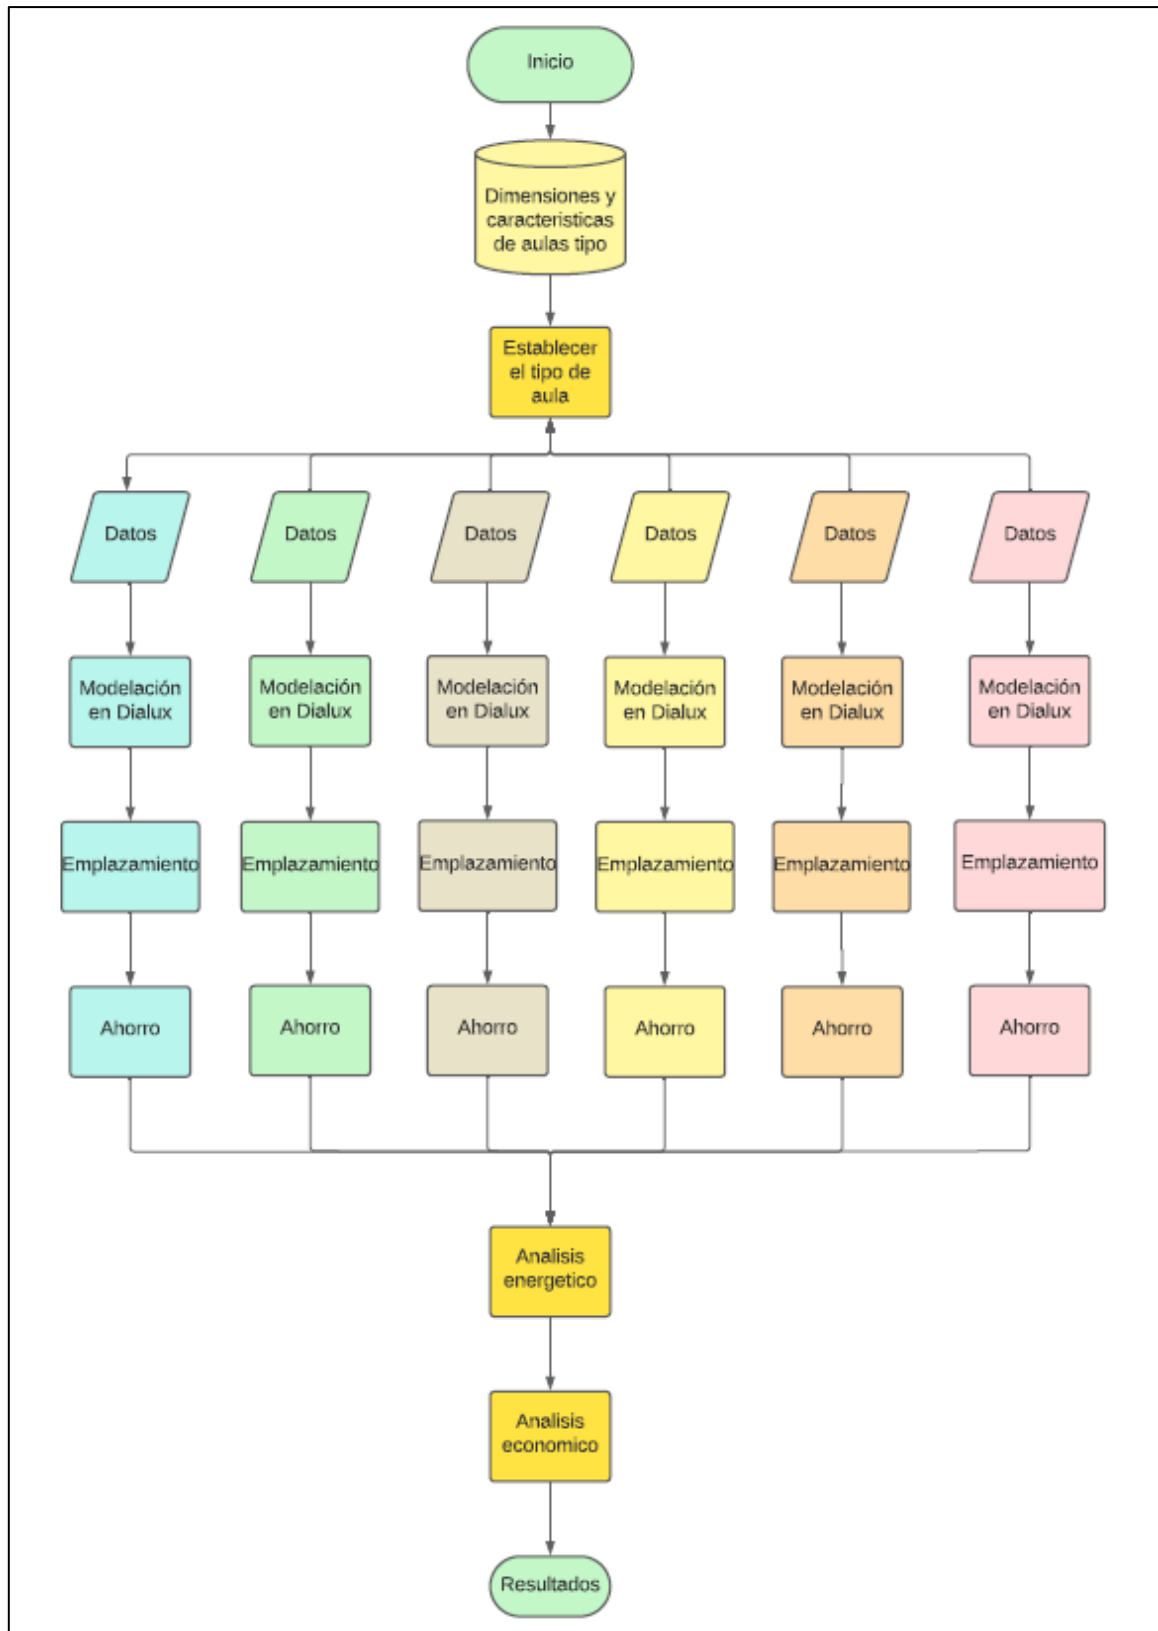 Inicio
Dimensiones y
caracteristicas
de aulas tipo
Establecer
el tipo de
aula
Datos
Datos
Datos
Datos
Datos
Datos
Modelación
en Dialux
Modelación
en Dialux
Modelación
en Dialux
Modelación
en Dialux
Modelación
en Dialux
Modelación
en Dialux
Emplazamiento
Emplazamiento
Emplazamiento
Emplazamiento
Emplazamiento
Emplazamiento
Ahorro
Ahorro
Ahorro
Ahorro
Ahorro
Ahorro
Analisis
energetico
Analisis
economico
Resultados